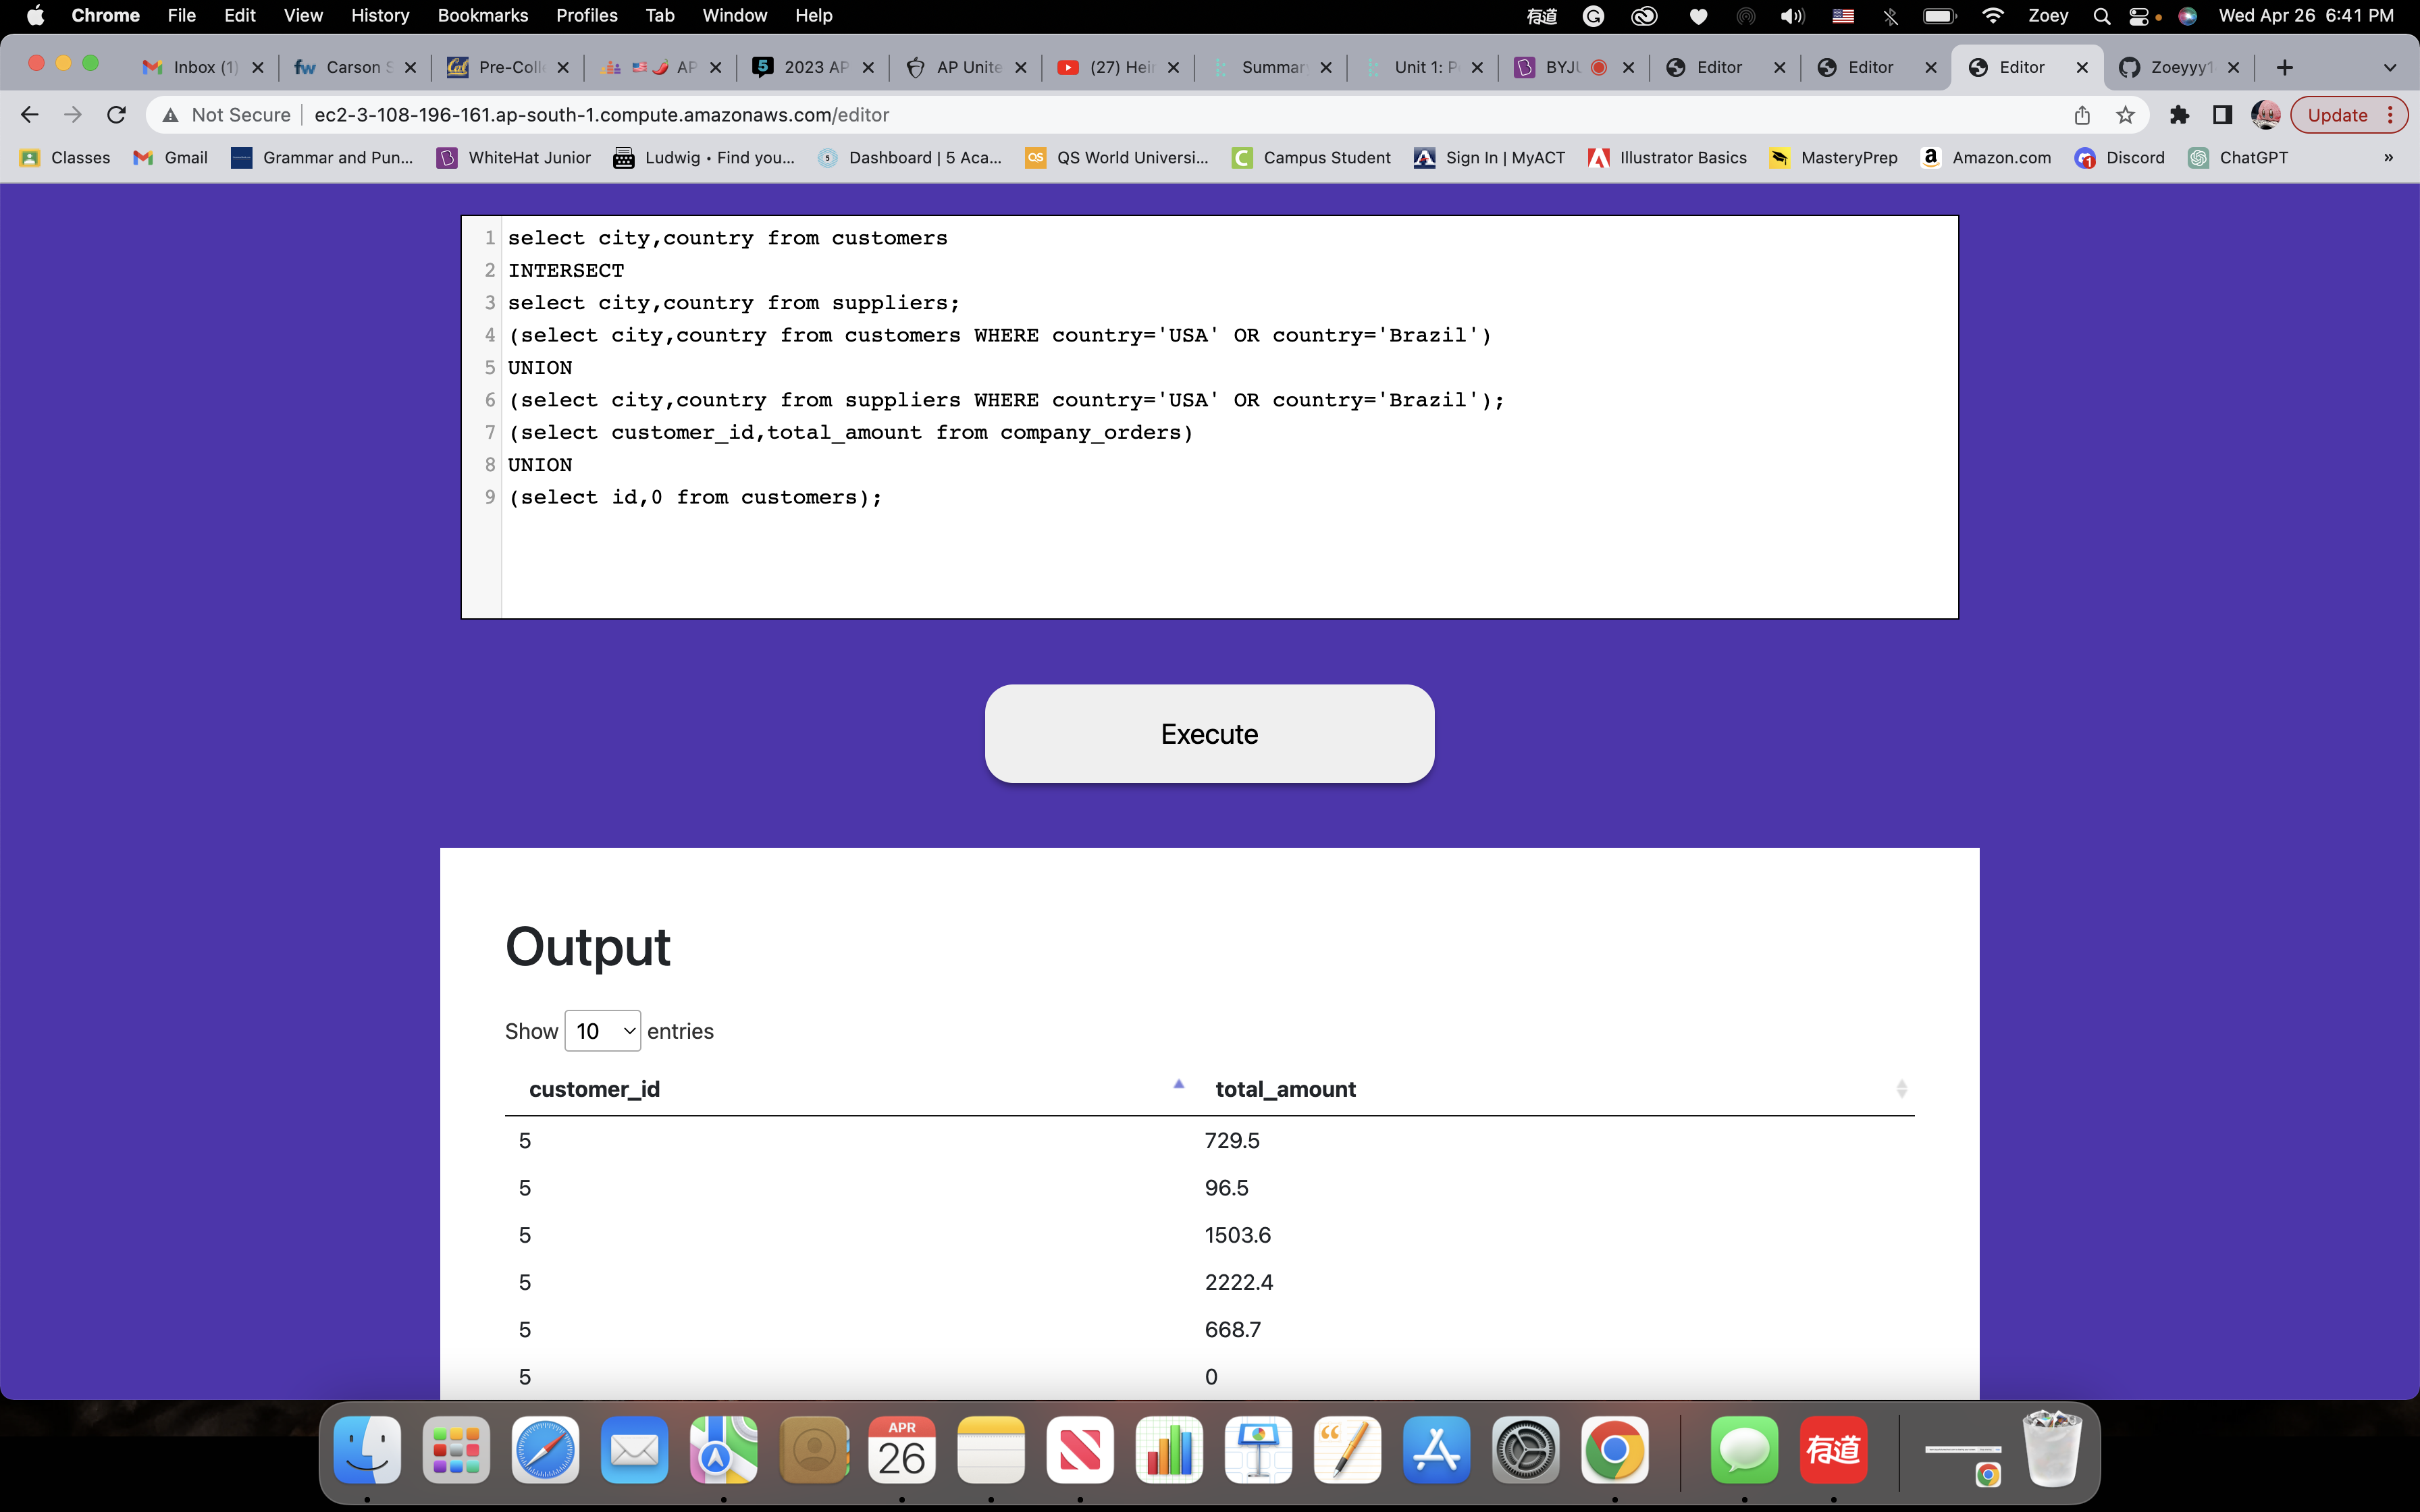 Chrome File Edit View History Bookmarks Profiles Tab Window Help 有道 Zoey Wed Apr 26 6:41 PM
Inbox (1) fw Carson S Cal Pre-Coll AP 5 2023 AP AP Unite (27) Hei Summar Unit 1: P BYJU Editor Editor Editor Zoeyyy1
Not Secure ec2-3-108-196-161.ap-south-1.compute.amazonaws.com/editor Update
Classes Gmail Grammar and Pun... WhiteHat Junior Ludwig • Find you... Dashboard | 5 Aca... QS QS World Universi... Campus Student Sign In | MyACT Illustrator Basics MasteryPrep Amazon.com Discord ChatGPT »
1 select city,country from customers
2 INTERSECT
3 select city,country from suppliers;
4 (select city,country from customers WHERE country='USA' OR country='Brazil')
5 UNION
6 (select city,country from suppliers WHERE country='USA' OR country='Brazil');
7 (select customer_id,total_amount from company_orders)
8 UNION
9 (select id,0 from customers);
Execute
Output
Show 10 entries
customer_id total_amount
5 729.5
5 96.5
5 1503.6
5 2222.4
5 668.7
5 0
APR
26
有道